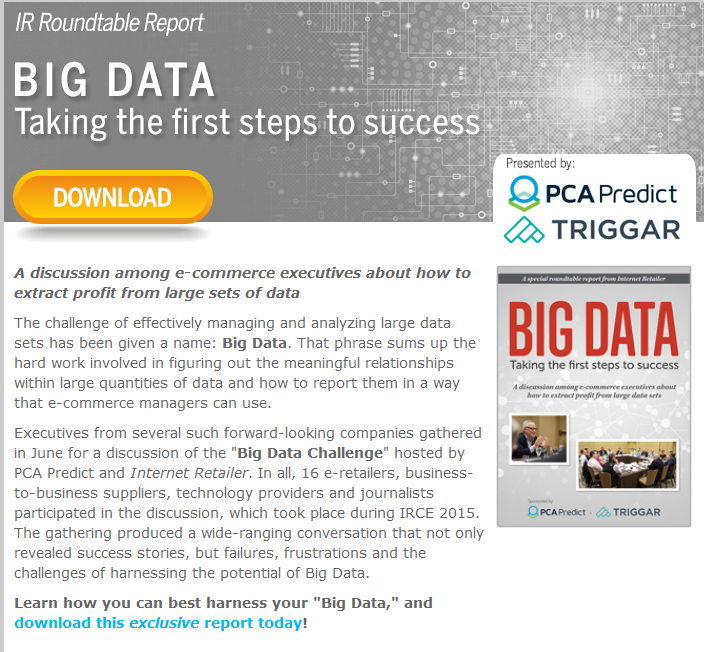 IR Roundtable Report
BIG DATA
Taking the first steps to success
DOWNLOAD
Presented by:
PCA Predict
TRIGGAR
A discussion among e-commerce executives about how to
extract profit from large sets of data
The challenge of effectively managing and analyzing large data
sets has been given a name: Big Data. That phrase sums up the
hard work involved in figuring out the meaningful relationships
within large quantities of data and how to report them in a way
that e-commerce managers can use.
Executives from several such forward-looking companies gathered
in June for a discussion of the "Big Data Challenge" hosted by
PCA Predict and Internet Retailer. In all, 16 e-retailers, business-
to-business suppliers, technology providers and journalists
participated in the discussion, which took place during IRCE 2015.
The gathering produced a wide-ranging conversation that not only
revealed success stories, but failures, frustrations and the
challenges of harnessing the potential of Big Data.
Learn how you can best harness your "Big Data," and
download this exclusive report today!
A special roundtable report from Internet Retailer
BIG DATA
Taking the first steps to success
A discussion among e-commerce executives about
how to extract profit from large data sets
Sponsored by
PCA Predict · TRIGGAR